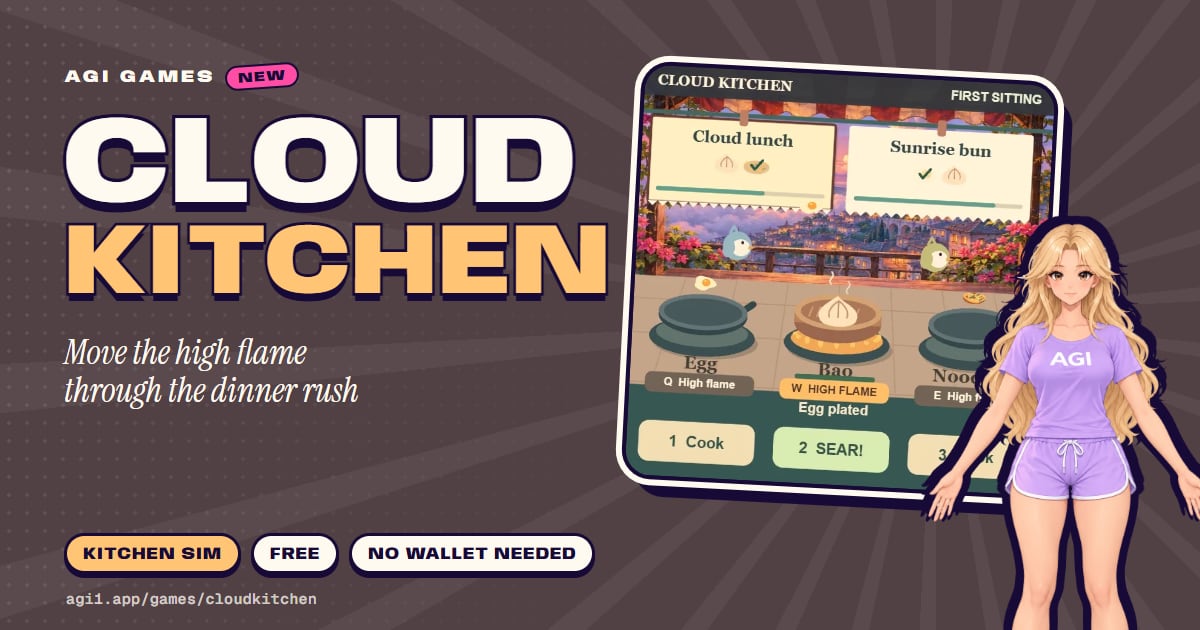 AGI GAMES NEW
CLOUD
KITCHEN
Move the high flame
through the dinner rush
KITCHEN SIM FREE NO WALLET NEEDED
agi1.app/games/cloudkitchen
CLOUD KITCHEN FIRST SITTING
Cloud lunch Sunrise bun
Egg Bao
Q High flame W HIGH FLAME E High
Egg plated
1 Cook 2 SEAR! 3
AGI